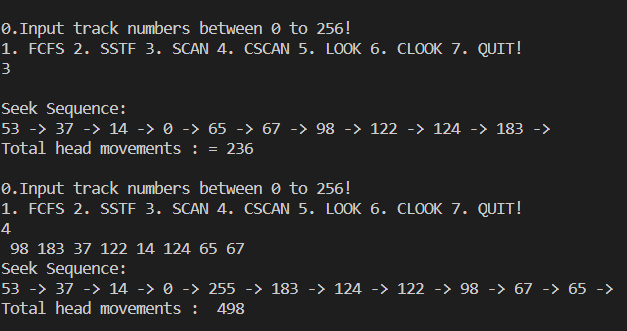 0.Input track numbers between 0 to 256!
1. FCFS 2. SSTF 3. SCAN 4. CSCAN 5. LOOK 6. CLOOK 7. QUIT!
3
Seek Sequence:
53 -> 37 -> 14 -> 0 -> 65 -> 67 -> 98 -> 122 -> 124 -> 183 ->
Total head movements : = 236
0.Input track numbers between 0 to 256!
1. FCFS 2. SSTF 3. SCAN 4. CSCAN 5. LOOK 6. CLOOK 7. QUIT!
4
98 183 37 122 14 124 65 67
Seek Sequence:
53 -> 37 -> 14 -> 0 -> 255 -> 183 -> 124 -> 122 -> 98 -> 67 -> 65 ->
Total head movements :  498